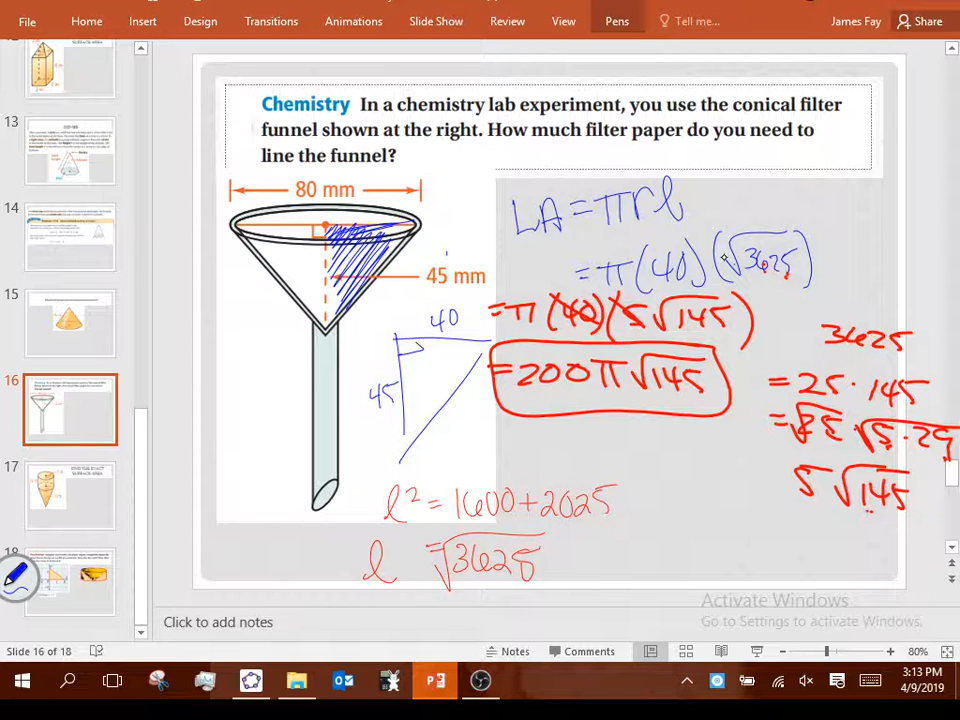 File Home Insert Design Transitions Animations Slide Show Review View Pens Tell me... James Fay Share
13
14
15
16
17
18
Chemistry In a chemistry lab experiment, you use the conical filter
funnel shown at the right. How much filter paper do you need to
line the funnel?
80 mm
45 mm
LA = πrl
= π(40)(√3625)
= π(40)(5√145)
= 200π√145
40
45
l² = 1600+2025
l = √3625
3625
= 25 · 145
= √25 · √5·29
5√145
Activate Windows
Go to Settings to activate Windows.
Click to add notes
Slide 16 of 18 Notes Comments 80%
3:13 PM
4/9/2019